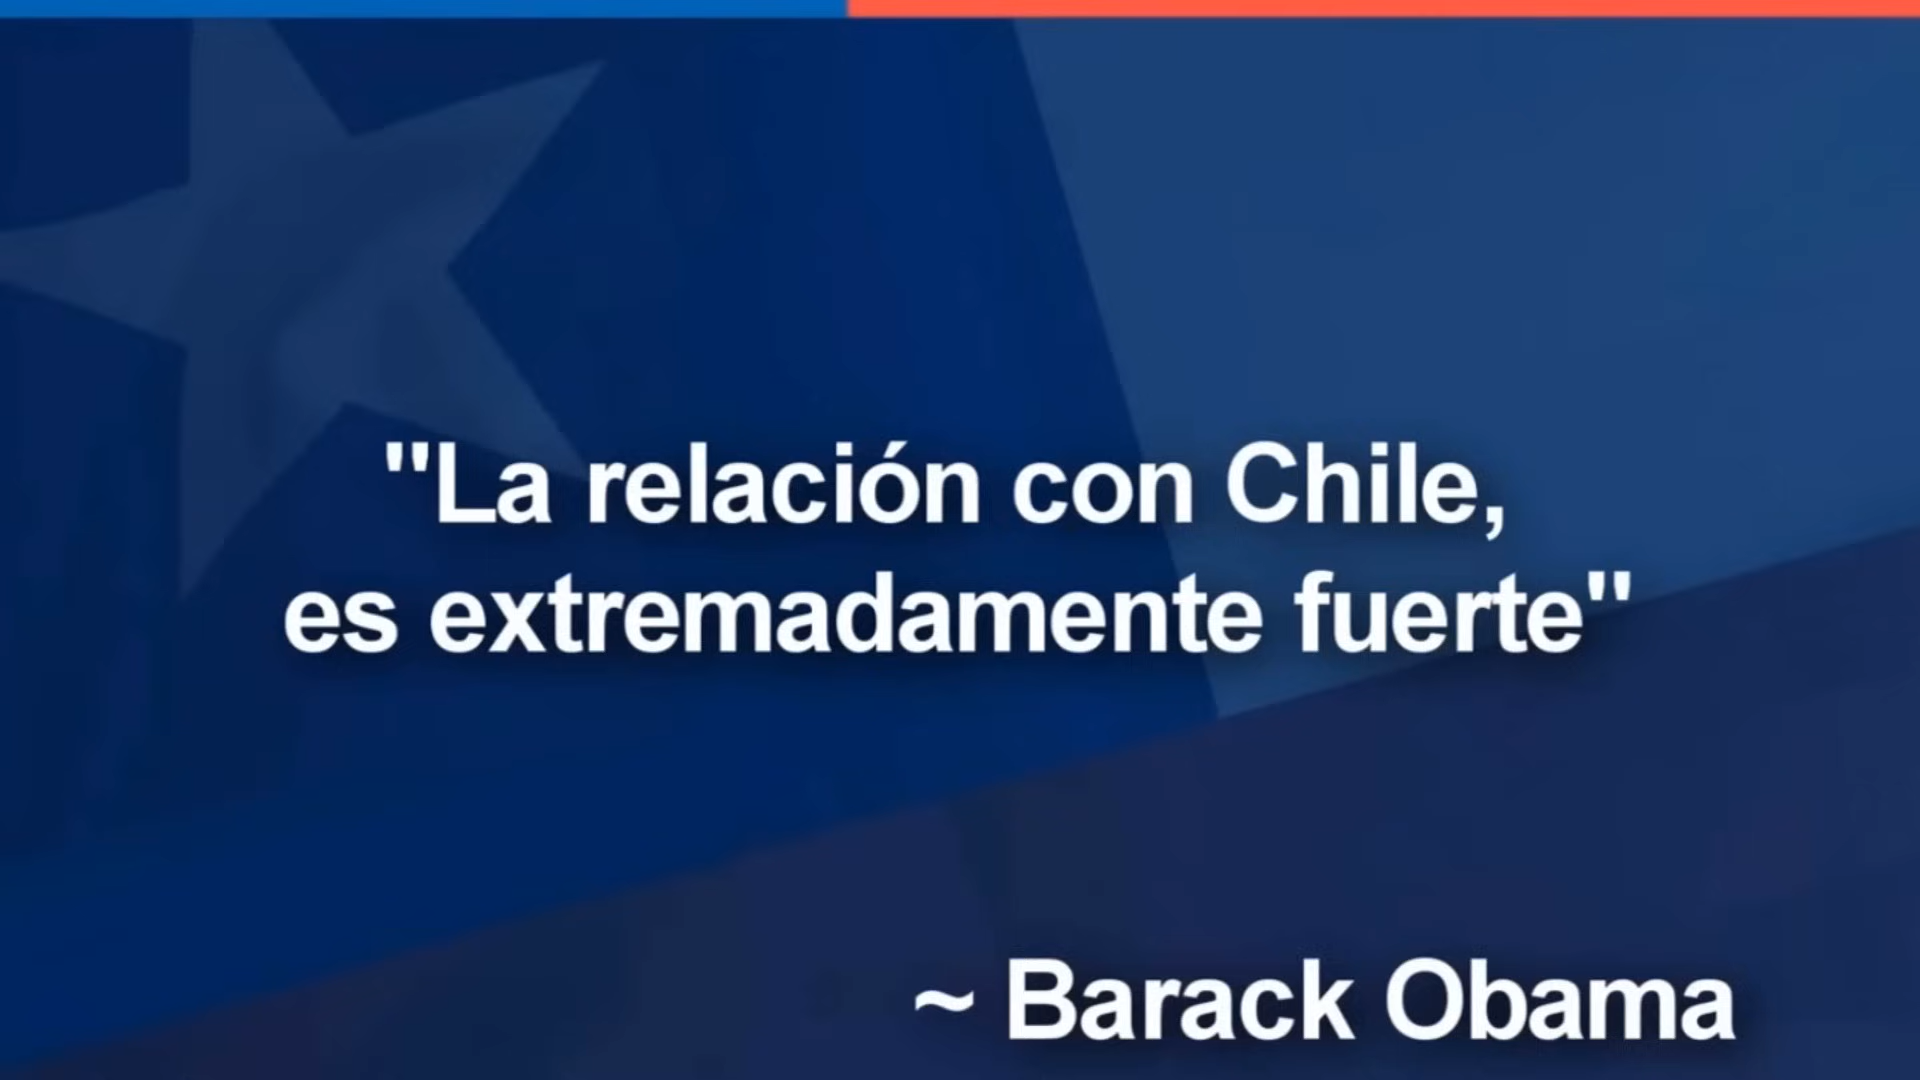 "La relación con Chile,
es extremadamente fuerte"
~ Barack Obama